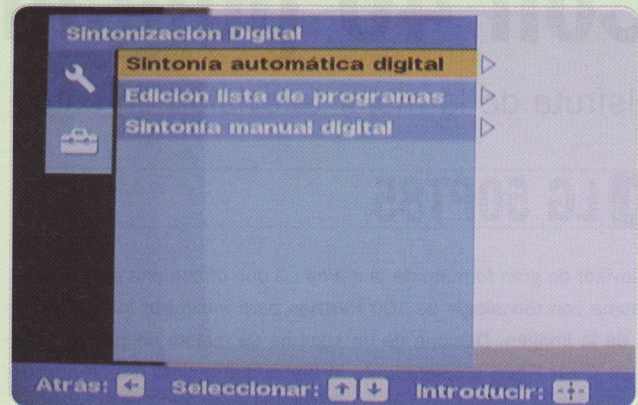 Sintonización Digital
Sintonía automática digital
Edición lista de programas
Sintonía manual digital
Atrás: Seleccionar: Introducir: